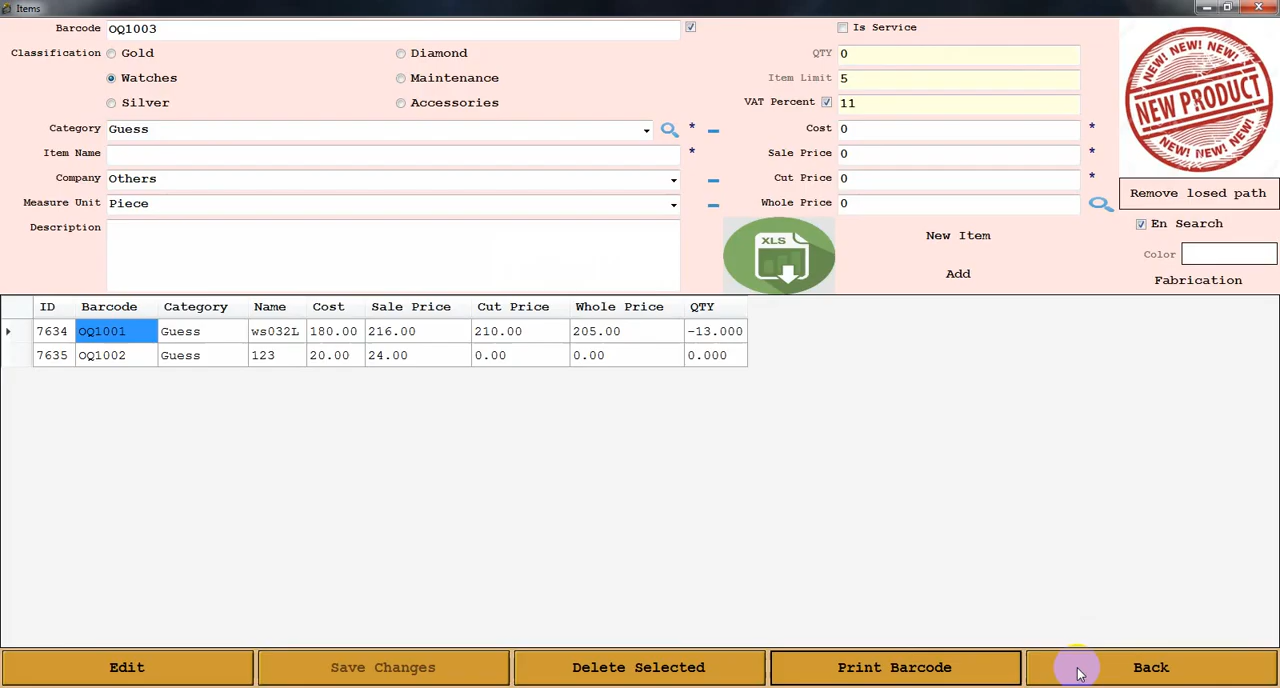 Items
Barcode OQ1003
Classification Gold Diamond
Watches Maintenance
Silver Accessories
Category Guess *
Item Name *
Company Others
Measure Unit Piece
Description
Is Service
QTY 0
Item Limit 5
VAT Percent 11
Cost 0 *
Sale Price 0 *
Cut Price 0 *
Whole Price 0
XLS
New Item
Add
NEW! NEW! NEW!
NEW PRODUCT
NEW! NEW! NEW!
Remove losed path
En Search
Color
Fabrication
ID Barcode Category Name Cost Sale Price Cut Price Whole Price QTY
7634 OQ1001 Guess ws032L 180.00 216.00 210.00 205.00 -13.000
7635 OQ1002 Guess 123 20.00 24.00 0.00 0.00 0.000
Edit Save Changes Delete Selected Print Barcode Back